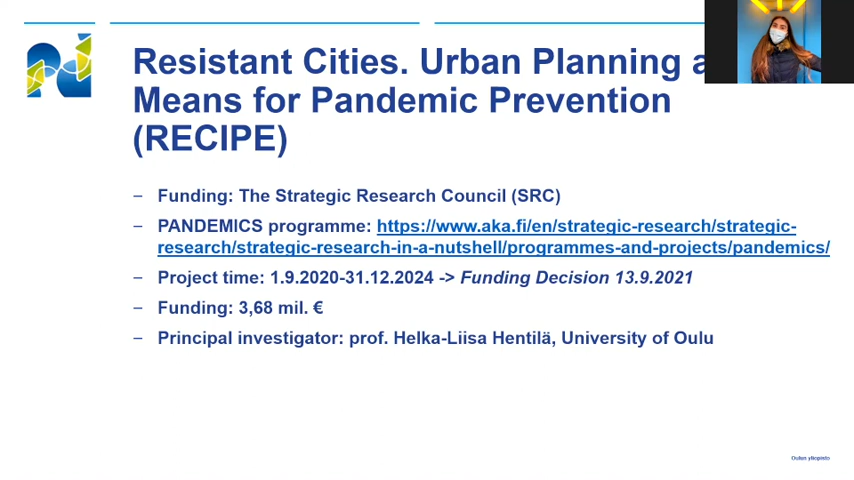 Resistant Cities. Urban Planning a
Means for Pandemic Prevention
(RECIPE)
– Funding: The Strategic Research Council (SRC)
– PANDEMICS programme: https://www.aka.fi/en/strategic-research/strategic-
research/strategic-research-in-a-nutshell/programmes-and-projects/pandemics/
– Project time: 1.9.2020-31.12.2024 -> Funding Decision 13.9.2021
– Funding: 3,68 mil. €
– Principal investigator: prof. Helka-Liisa Hentilä, University of Oulu
Oulun yliopisto